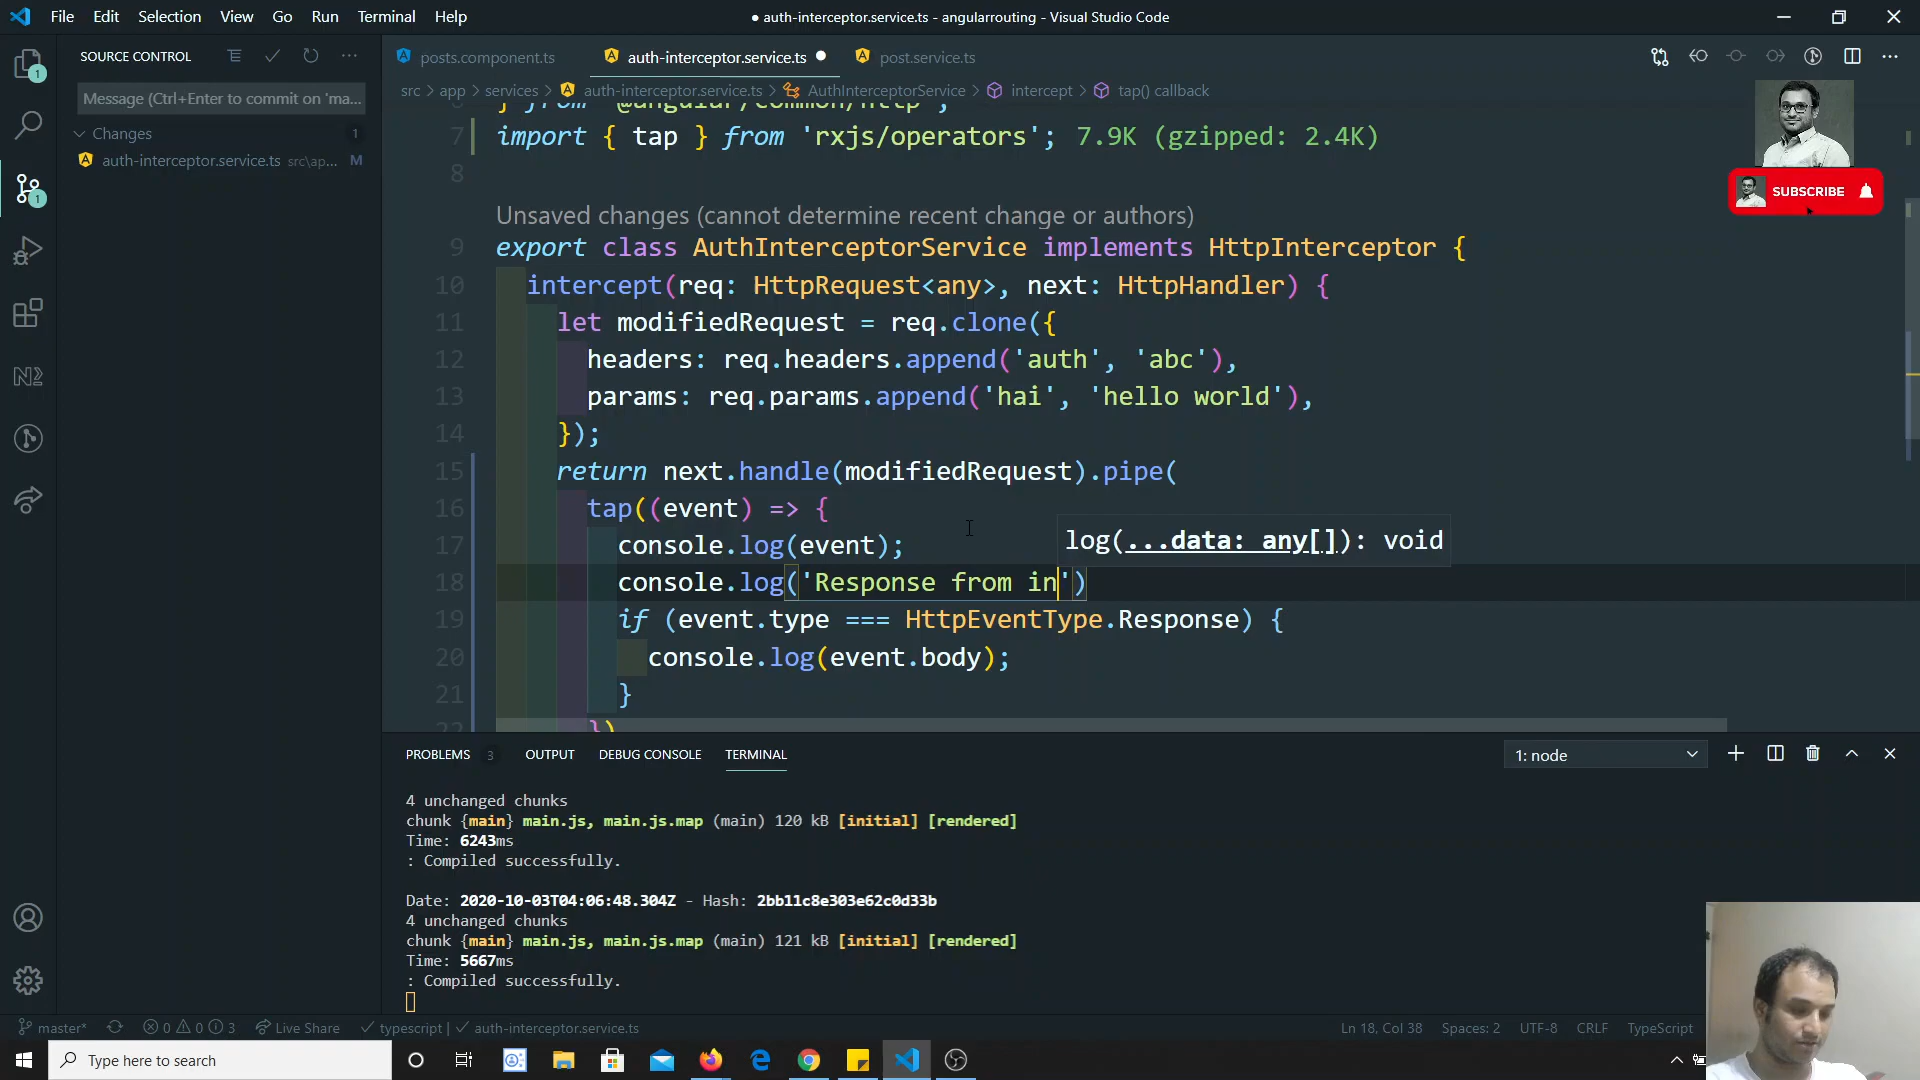 File Edit Selection View Go Run Terminal Help
● auth-interceptor.service.ts - angularrouting - Visual Studio Code
SOURCE CONTROL
posts.component.ts
auth-interceptor.service.ts
post.service.ts
Message (Ctrl+Enter to commit on 'ma...
Changes 1
auth-interceptor.service.ts src\ap... M
src > app > services > auth-interceptor.service.ts > AuthInterceptorService > intercept > tap() callback
SUBSCRIBE
} from '@angular/common/http';
7 import { tap } from 'rxjs/operators'; 7.9K (gzipped: 2.4K)
8
Unsaved changes (cannot determine recent change or authors)
9 export class AuthInterceptorService implements HttpInterceptor {
10 intercept(req: HttpRequest<any>, next: HttpHandler) {
11 let modifiedRequest = req.clone({
12 headers: req.headers.append('auth', 'abc'),
13 params: req.params.append('hai', 'hello world'),
14 });
15 return next.handle(modifiedRequest).pipe(
16 tap((event) => {
17 console.log(event);
log(...data: any[]): void
18 console.log('Response from in')
19 if (event.type === HttpEventType.Response) {
20 console.log(event.body);
21 }
22 })
PROBLEMS 3 OUTPUT DEBUG CONSOLE TERMINAL
1: node
4 unchanged chunks
chunk {main} main.js, main.js.map (main) 120 kB [initial] [rendered]
Time: 6243ms
: Compiled successfully.
Date: 2020-10-03T04:06:48.304Z - Hash: 2bb11c8e303e62c0d33b
4 unchanged chunks
chunk {main} main.js, main.js.map (main) 121 kB [initial] [rendered]
Time: 5667ms
: Compiled successfully.
master* 0 0 3 Live Share typescript | auth-interceptor.service.ts
Ln 18, Col 38 Spaces: 2 UTF-8 CRLF TypeScript
Type here to search